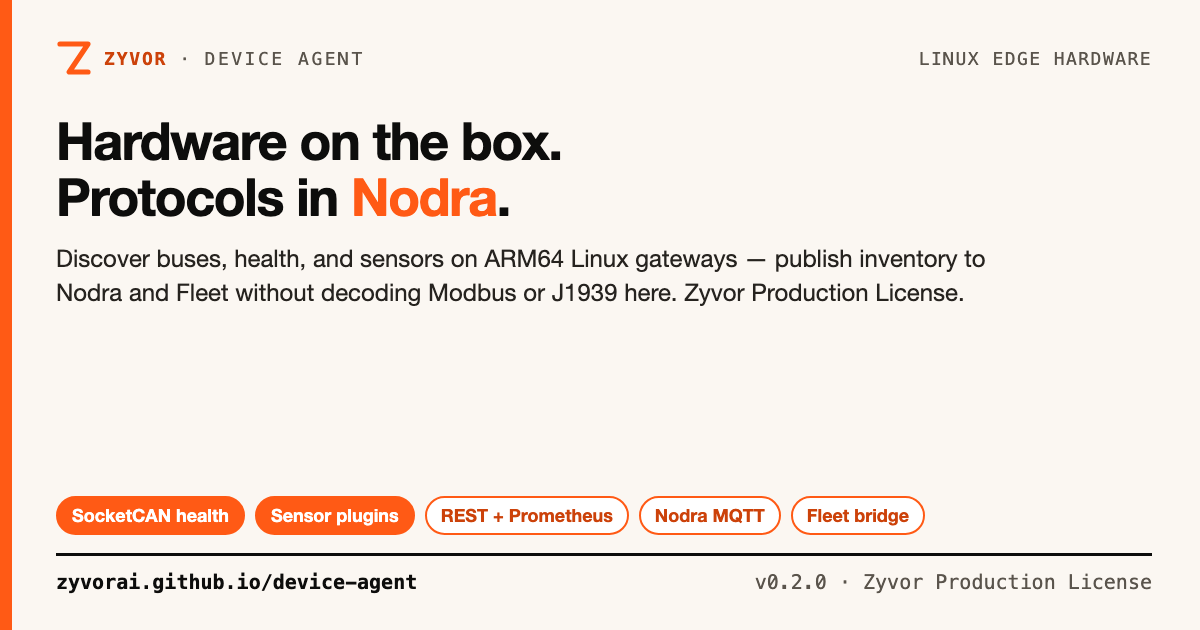 ZYVOR · DEVICE AGENT
LINUX EDGE HARDWARE
Hardware on the box.
Protocols in Nodra.
Discover buses, health, and sensors on ARM64 Linux gateways — publish inventory to
Nodra and Fleet without decoding Modbus or J1939 here. Zyvor Production License.
SocketCAN health
Sensor plugins
REST + Prometheus
Nodra MQTT
Fleet bridge
zyvorai.github.io/device-agent
v0.2.0 · Zyvor Production License